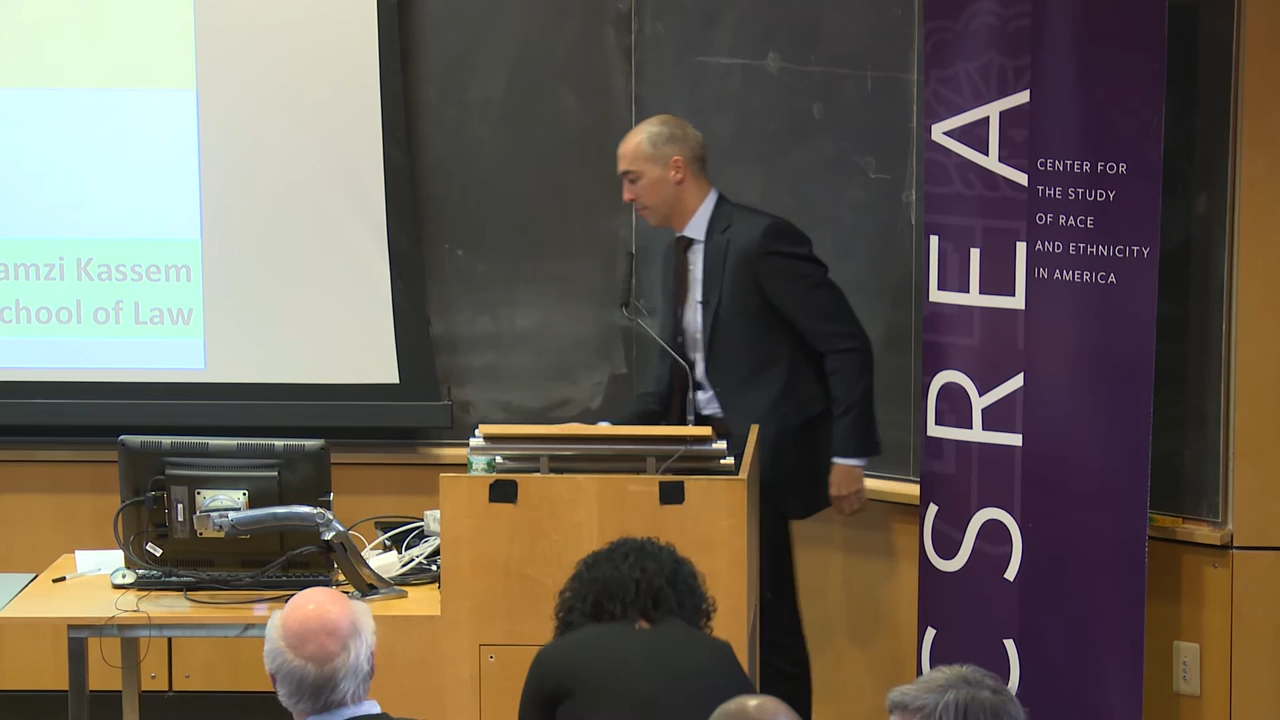 amzi Kassem
chool of Law
CSREA
CENTER FOR
THE STUDY
OF RACE
AND ETHNICITY
IN AMERICA